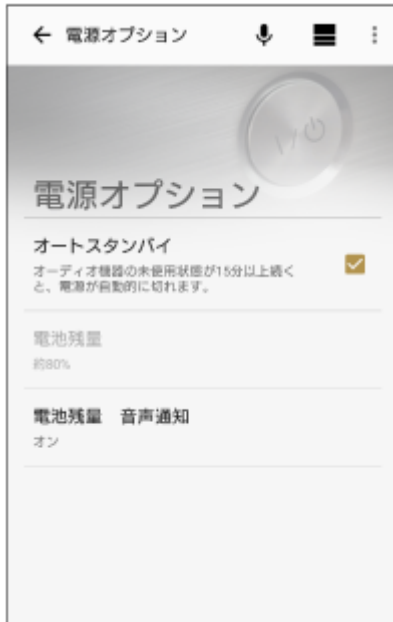 電源オプション
I/
電源オプション
オートスタンバイ
オーディオ機器の未使用状態が15分以上続く
と、電源が自動的に切れます。
電池残量
約80%
電池残量　音声通知
オン